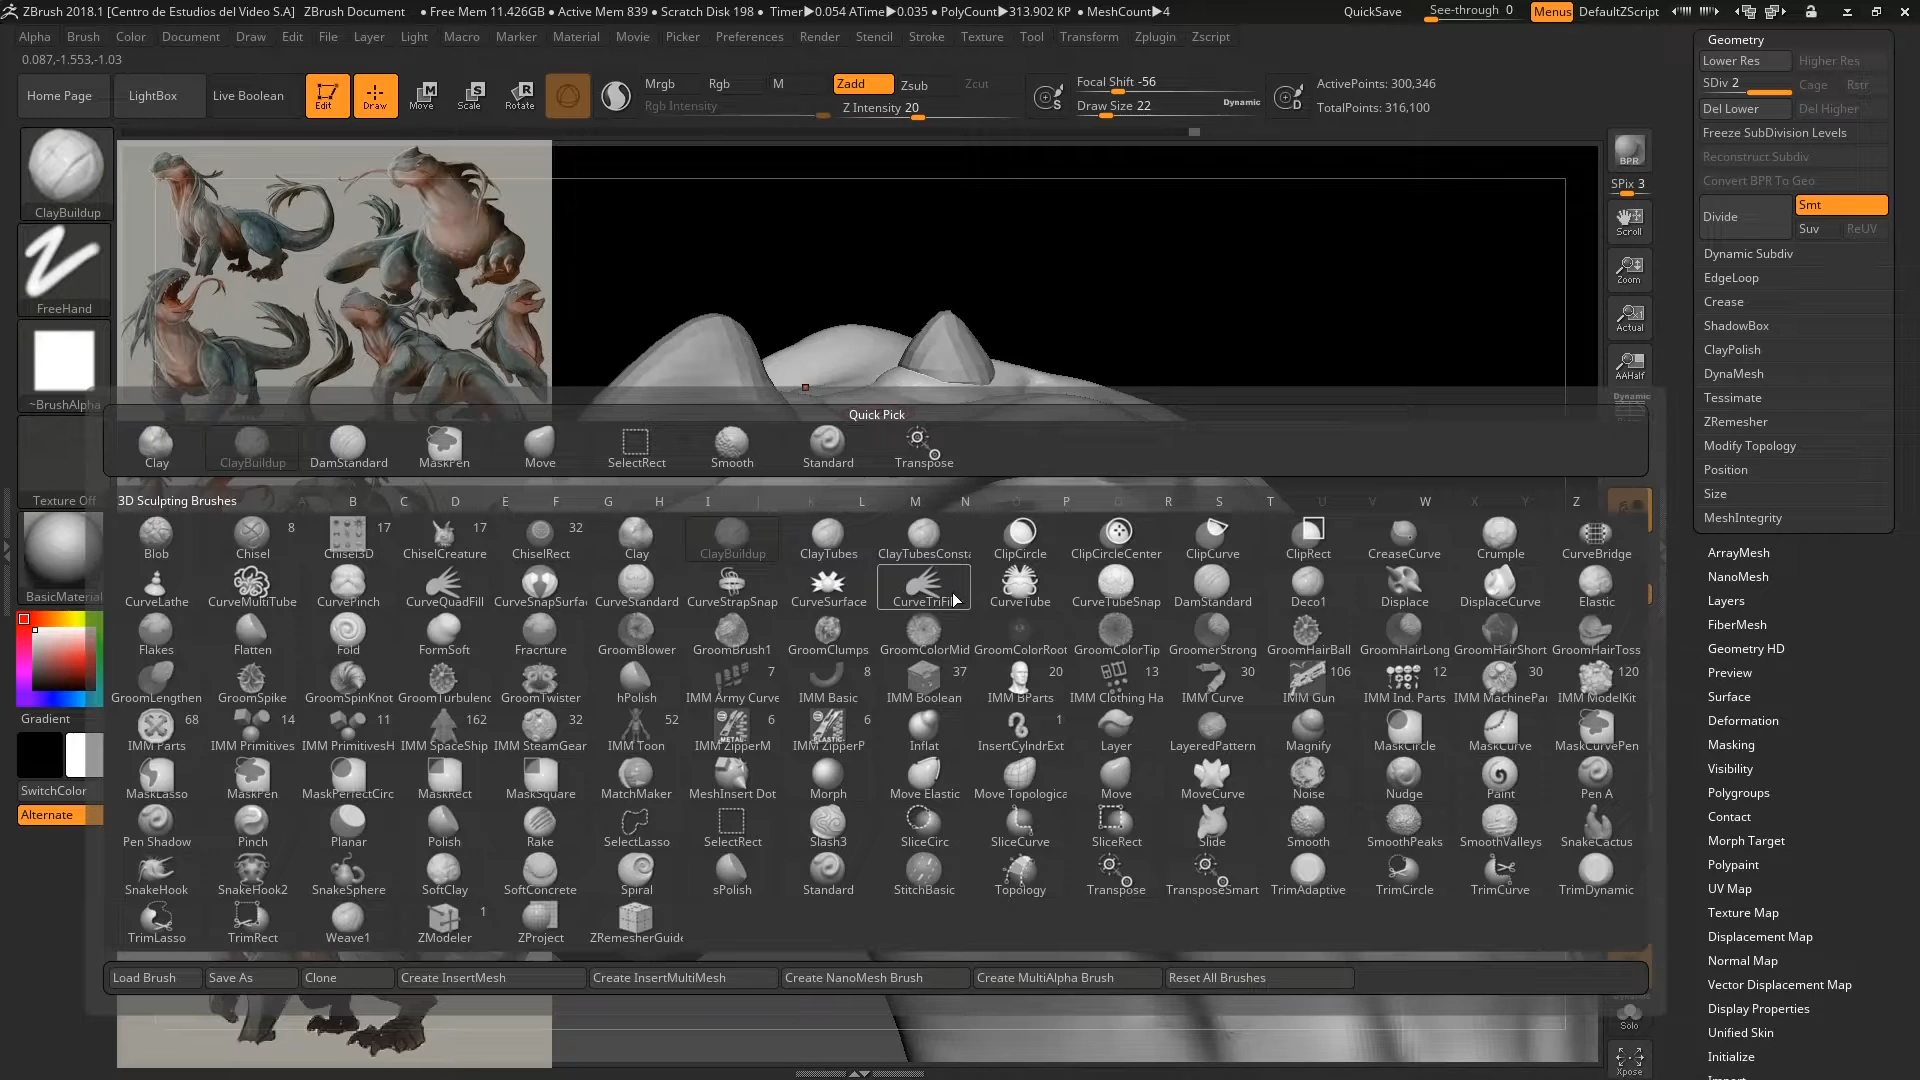 ZBrush 2018.1 [Centro de Estudios del Video S.A]   ZBrush Document   • Free Mem 11.426GB • Active Mem 839 • Scratch Disk 198 •  Timer▶0.054 ATime▶0.035 • PolyCount▶313.902 KP  • MeshCount▶4   QuickSave   See-through 0   Menus   DefaultZScript
Alpha Brush Color Document Draw Edit File Layer Light Macro Marker Material Movie Picker Preferences Render Stencil Stroke Texture Tool Transform Zplugin Zscript
0.087,-1.553,-1.03
Home Page LightBox Live Boolean Edit Draw Move Scale Rotate
Mrgb Rgb M Zadd Zsub Zcut
Rgb Intensity Z Intensity 20
Focal Shift -56
Draw Size 22 Dynamic
S D
ActivePoints: 300,346
TotalPoints: 316,100
ClayBuildup
FreeHand
~BrushAlpha
Texture Off
BasicMaterial
Gradient
SwitchColor
Alternate
Quick Pick
Clay ClayBuildup DamStandard MaskPen Move SelectRect Smooth Standard Transpose
3D Sculpting Brushes A B C D E F G H I J K L M N O P Q R S T U V W X Y Z
8 17 17 32
Blob Chisel Chisel3D ChiselCreature ChiselRect Clay ClayBuildup ClayTubes ClayTubesConsta ClipCircle ClipCircleCenter ClipCurve ClipRect CreaseCurve Crumple CurveBridge
CurveLathe CurveMultiTube CurvePinch CurveQuadFill CurveSnapSurfa CurveStandard CurveStrapSnap CurveSurface CurveTriFil CurveTube CurveTubeSnap DamStandard Deco1 Displace DisplaceCurve Elastic
Flakes Flatten Fold FormSoft Fracrture GroomBlower GroomBrush1 GroomClumps GroomColorMid GroomColorRoot GroomColorTip GroomerStrong GroomHairBall GroomHairLong GroomHairShort GroomHairToss
7 8 37 20 13 30 106 12 30 120
GroomLengthen GroomSpike GroomSpinKnot GroomTurbulenc GroomTwister hPolish IMM Army Curve IMM Basic IMM Boolean IMM BParts IMM Clothing Ha IMM Curve IMM Gun IMM Ind. Parts IMM MachinePar IMM ModelKit
68 14 11 162 32 52 6 6 1
IMM Parts IMM Primitives IMM PrimitivesH IMM SpaceShip IMM SteamGear IMM Toon IMM ZipperM IMM ZipperP Inflat InsertCylndrExt Layer LayeredPattern Magnify MaskCircle MaskCurve MaskCurvePen
MaskLasso MaskPen MaskPerfectCirc MaskRect MaskSquare MatchMaker MeshInsert Dot Morph Move Elastic Move Topologica Move MoveCurve Noise Nudge Paint Pen A
Pen Shadow Pinch Planar Polish Rake SelectLasso SelectRect Slash3 SliceCirc SliceCurve SliceRect Slide Smooth SmoothPeaks SmoothValleys SnakeCactus
SnakeHook SnakeHook2 SnakeSphere SoftClay SoftConcrete Spiral sPolish Standard StitchBasic Topology Transpose TransposeSmart TrimAdaptive TrimCircle TrimCurve TrimDynamic
1
TrimLasso TrimRect Weave1 ZModeler ZProject ZRemesherGuide
Load Brush Save As Clone Create InsertMesh Create InsertMultiMesh Create NanoMesh Brush Create MultiAlpha Brush Reset All Brushes
BPR
SPix 3
Scroll
Zoom
Actual
AAHalf
Dynamic
Solo
Xpose
Geometry
Lower Res Higher Res
SDiv 2 Cage Rstr
Del Lower Del Higher
Freeze SubDivision Levels
Reconstruct Subdiv
Convert BPR To Geo
Divide Smt
Suv ReUV
Dynamic Subdiv
EdgeLoop
Crease
ShadowBox
ClayPolish
DynaMesh
Tessimate
ZRemesher
Modify Topology
Position
Size
MeshIntegrity
ArrayMesh
NanoMesh
Layers
FiberMesh
Geometry HD
Preview
Surface
Deformation
Masking
Visibility
Polygroups
Contact
Morph Target
Polypaint
UV Map
Texture Map
Displacement Map
Normal Map
Vector Displacement Map
Display Properties
Unified Skin
Initialize